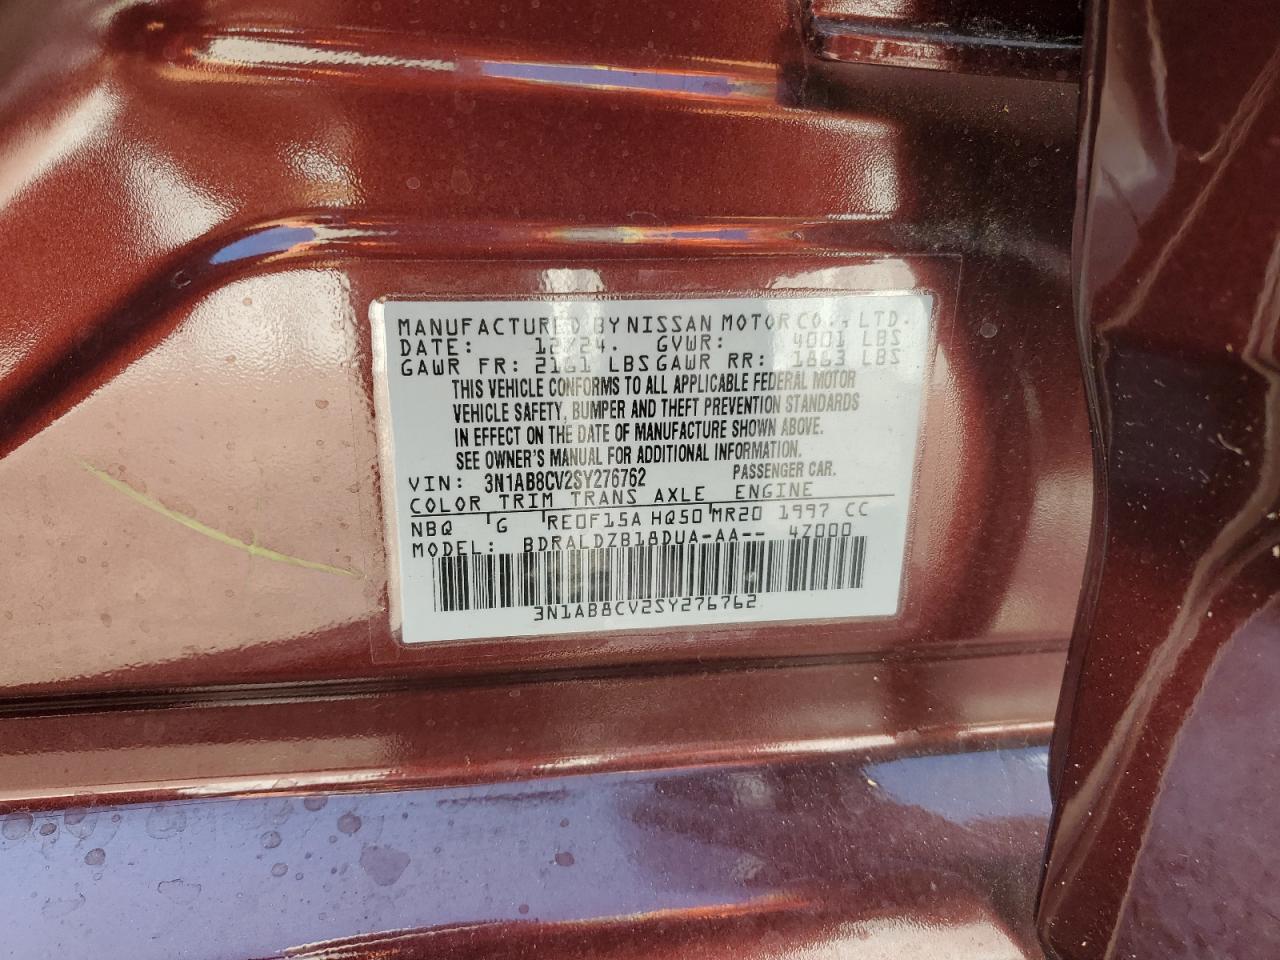 MANUFACTURED BY NISSAN MOTOR CO., LTD.
DATE: 12/24. GVWR: 4001 LBS
GAWR FR: 2161 LBS GAWR RR: 1863 LBS
THIS VEHICLE CONFORMS TO ALL APPLICABLE FEDERAL MOTOR
VEHICLE SAFETY, BUMPER AND THEFT PREVENTION STANDARDS
IN EFFECT ON THE DATE OF MANUFACTURE SHOWN ABOVE.
SEE OWNER'S MANUAL FOR ADDITIONAL INFORMATION.
VIN: 3N1AB8CV2SY276762 PASSENGER CAR.
COLOR TRIM TRANS AXLE ENGINE
NBQ G RE0F15A HQ50 MR20 1997 CC
MODEL: BDRALDZB18DUA-AA-- 4Z000
3N1AB8CV2SY276762